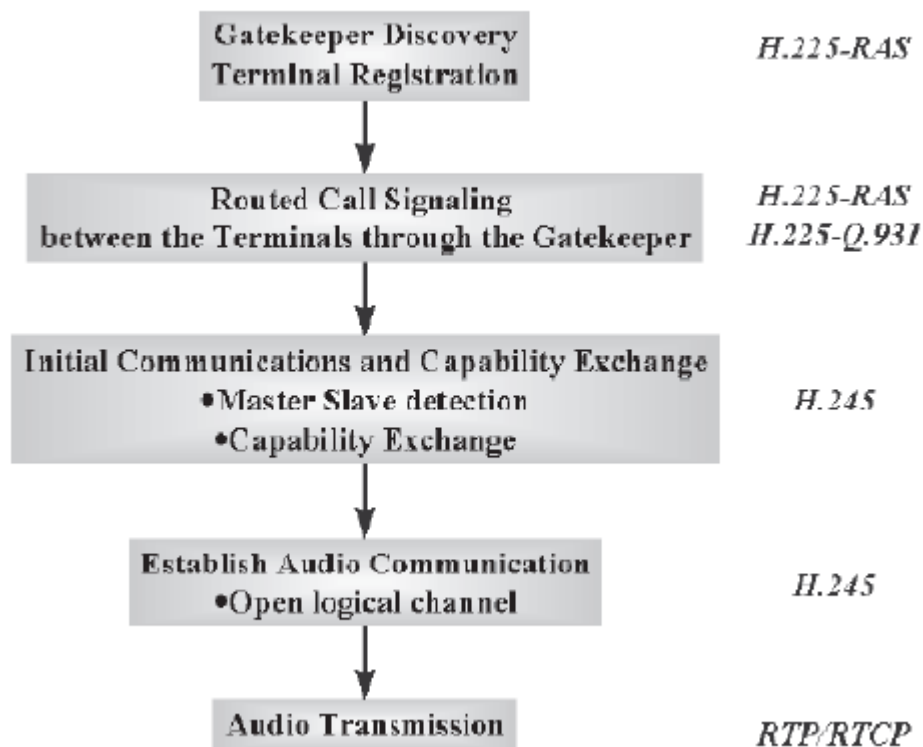 Gatekeeper Discovery
Terminal Registration
H.225-RAS
Routed Call Signaling
between the Terminals through the Gatekeeper
H.225-RAS
H.225-Q.931
Initial Communications and Capability Exchange
•Master Slave detection
•Capability Exchange
H.245
Establish Audio Communication
•Open logical channel
H.245
Audio Transmission
RTP/RTCP